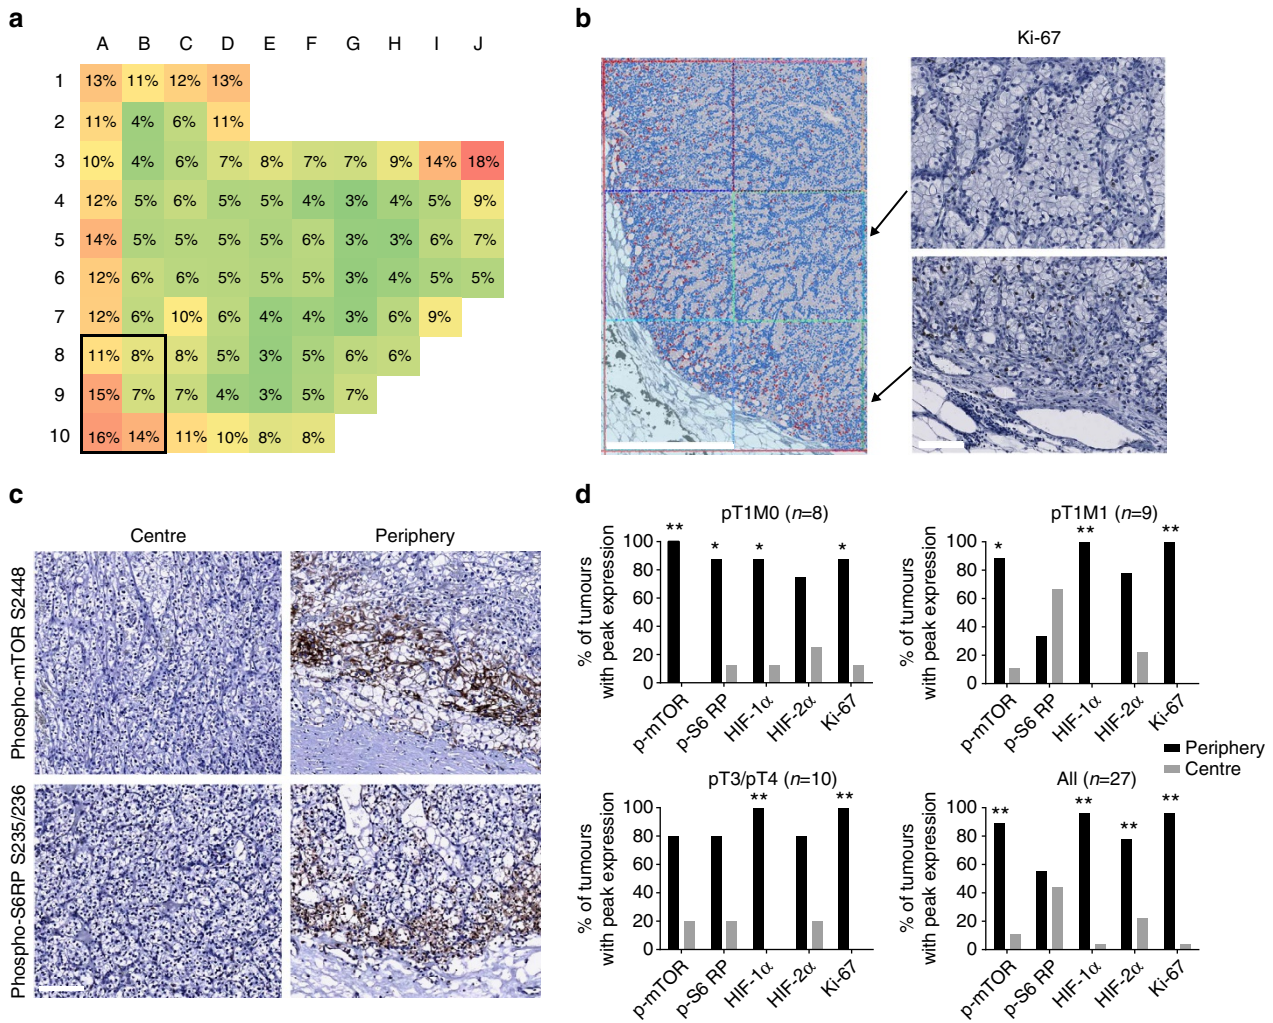 a
A B C D E F G H I J
1 13% 11% 12% 13%
2 11% 4% 6% 11%
3 10% 4% 6% 7% 8% 7% 7% 9% 14% 18%
4 12% 5% 6% 5% 5% 4% 3% 4% 5% 9%
5 14% 5% 5% 5% 5% 6% 3% 3% 6% 7%
6 12% 6% 6% 5% 5% 5% 3% 4% 5% 5%
7 12% 6% 10% 6% 4% 4% 3% 6% 9%
8 11% 8% 8% 5% 3% 5% 6% 6%
9 15% 7% 7% 4% 3% 5% 7%
10 16% 14% 11% 10% 8% 8%
b
Ki-67
c
Centre Periphery
Phospho-mTOR S2448
Phospho-S6RP S235/236
d
pT1M0 (n=8)
% of tumours
with peak expression
100
80
60
40
20
0
** * * *
p-mTOR p-S6 RP HIF-1α HIF-2α Ki-67
pT1M1 (n=9)
% of tumours
with peak expression
100
80
60
40
20
0
* ** **
p-mTOR p-S6 RP HIF-1α HIF-2α Ki-67
Periphery
Centre
pT3/pT4 (n=10)
% of tumours
with peak expression
100
80
60
40
20
0
** **
p-mTOR p-S6 RP HIF-1α HIF-2α Ki-67
All (n=27)
% of tumours
with peak expression
100
80
60
40
20
0
** ** ** **
p-mTOR p-S6 RP HIF-1α HIF-2α Ki-67